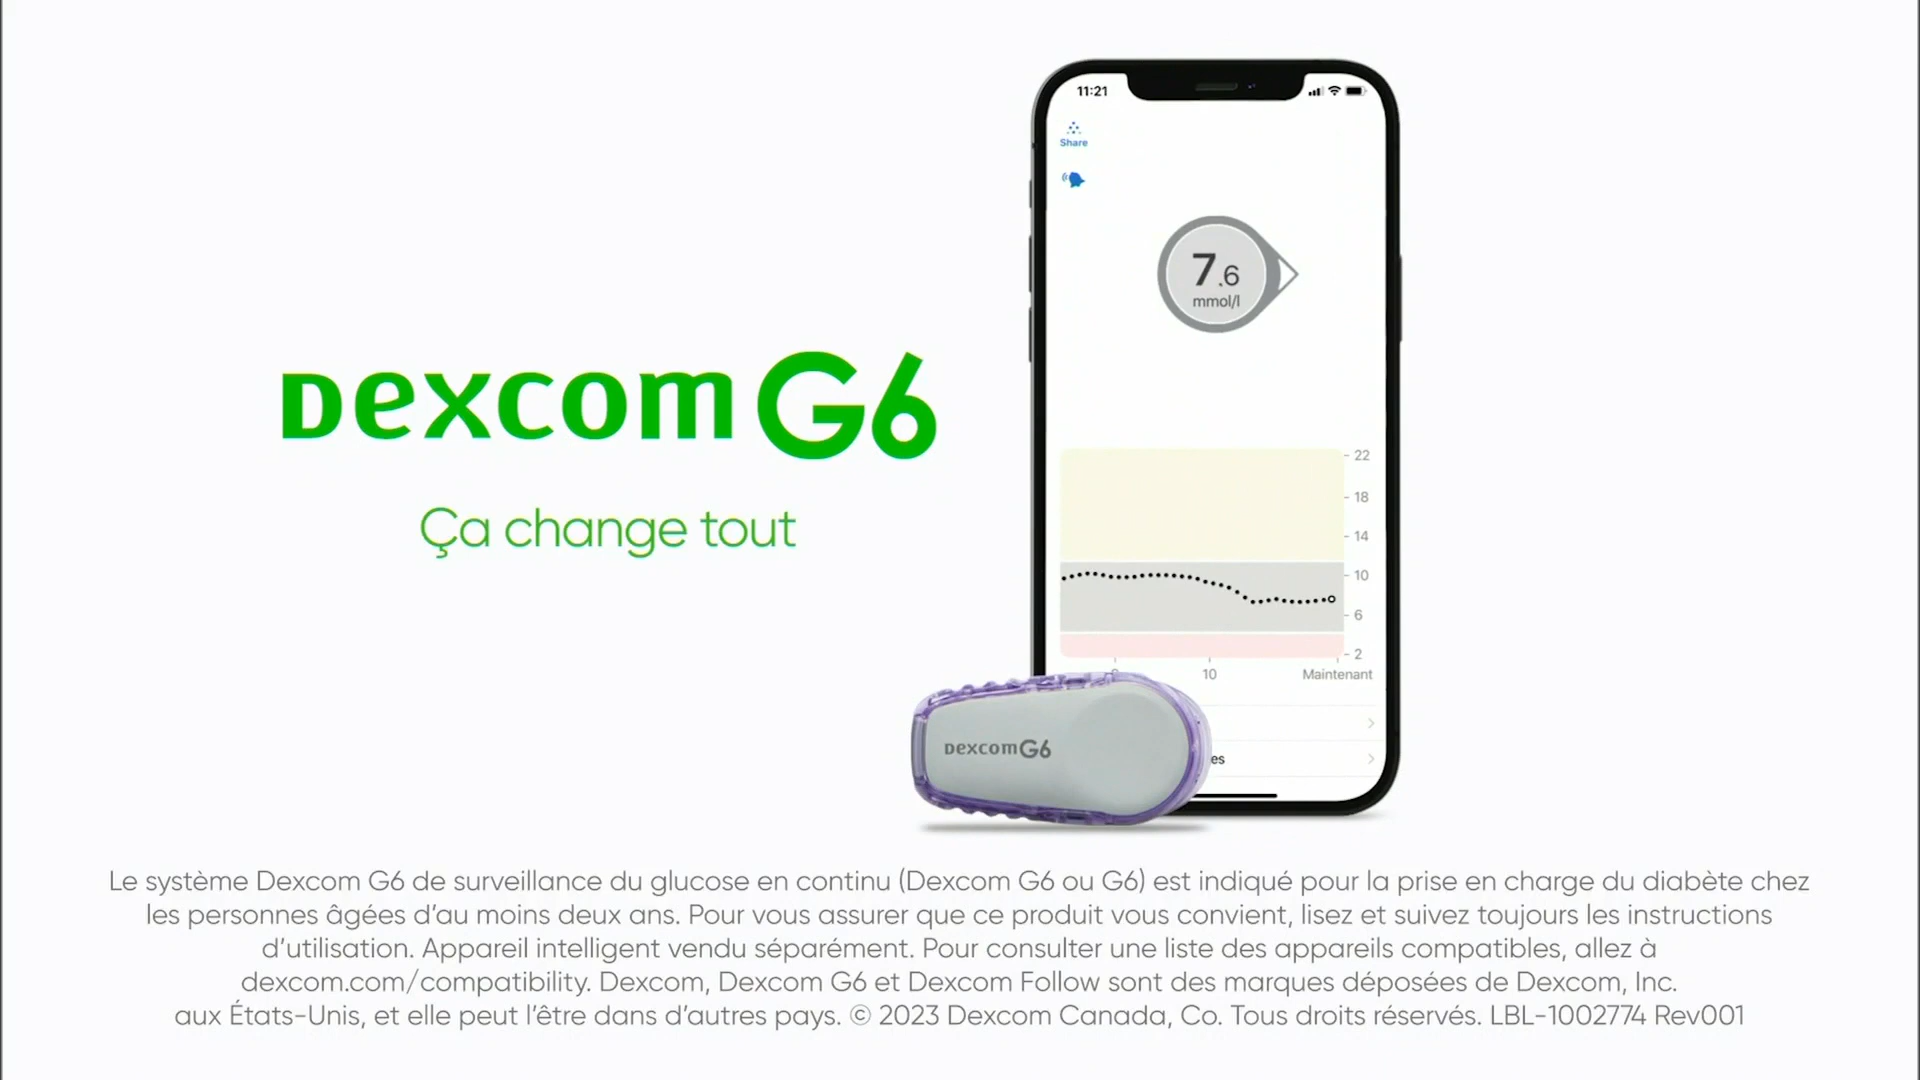 11:21
Share
7.6
mmol/l
Dexcom G6
Ça change tout
22
18
14
10
6
2
10
Maintenant
Dexcom G6
es
Le système Dexcom G6 de surveillance du glucose en continu (Dexcom G6 ou G6) est indiqué pour la prise en charge du diabète chez
les personnes âgées d'au moins deux ans. Pour vous assurer que ce produit vous convient, lisez et suivez toujours les instructions
d'utilisation. Appareil intelligent vendu séparément. Pour consulter une liste des appareils compatibles, allez à
dexcom.com/compatibility. Dexcom, Dexcom G6 et Dexcom Follow sont des marques déposées de Dexcom, Inc.
aux États-Unis, et elle peut l'être dans d'autres pays. © 2023 Dexcom Canada, Co. Tous droits réservés. LBL-1002774 Rev001